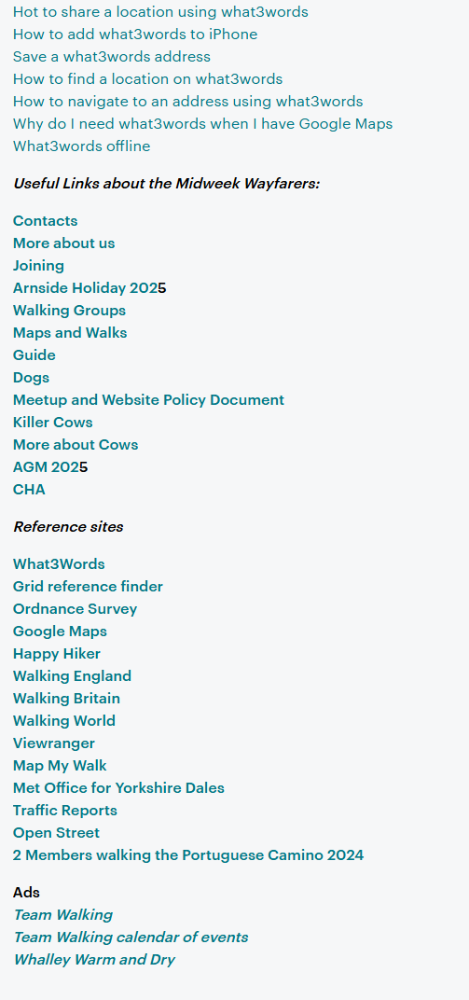 Hot to share a location using what3words
How to add what3words to iPhone
Save a what3words address
How to find a location on what3words
How to navigate to an address using what3words
Why do I need what3words when I have Google Maps
What3words offline
Useful Links about the Midweek Wayfarers:
Contacts
More about us
Joining
Arnside Holiday 2025
Walking Groups
Maps and Walks
Guide
Dogs
Meetup and Website Policy Document
Killer Cows
More about Cows
AGM 2025
CHA
Reference sites
What3Words
Grid reference finder
Ordnance Survey
Google Maps
Happy Hiker
Walking England
Walking Britain
Walking World
Viewranger
Map My Walk
Met Office for Yorkshire Dales
Traffic Reports
Open Street
2 Members walking the Portuguese Camino 2024
Ads
Team Walking
Team Walking calendar of events
Whalley Warm and Dry